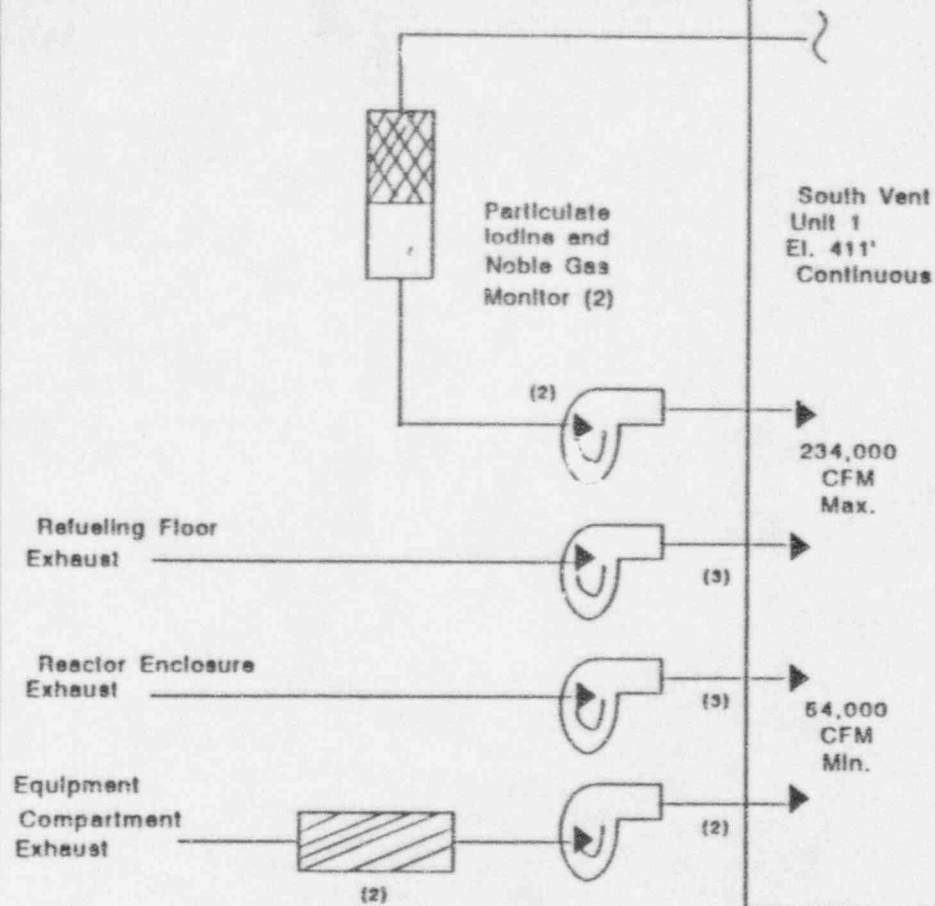 South Vent
Unit 1
El. 411'
Continuous
Particulate
Iodine and
Noble Gas
Monitor (2)
(2)
234,000
CFM
Max.
Refueling Floor
Exhaust
(3)
Reactor Enclosure
Exhaust
(3)
54,000
CFM
Min.
Equipment
Compartment
Exhaust
(2)
(2)